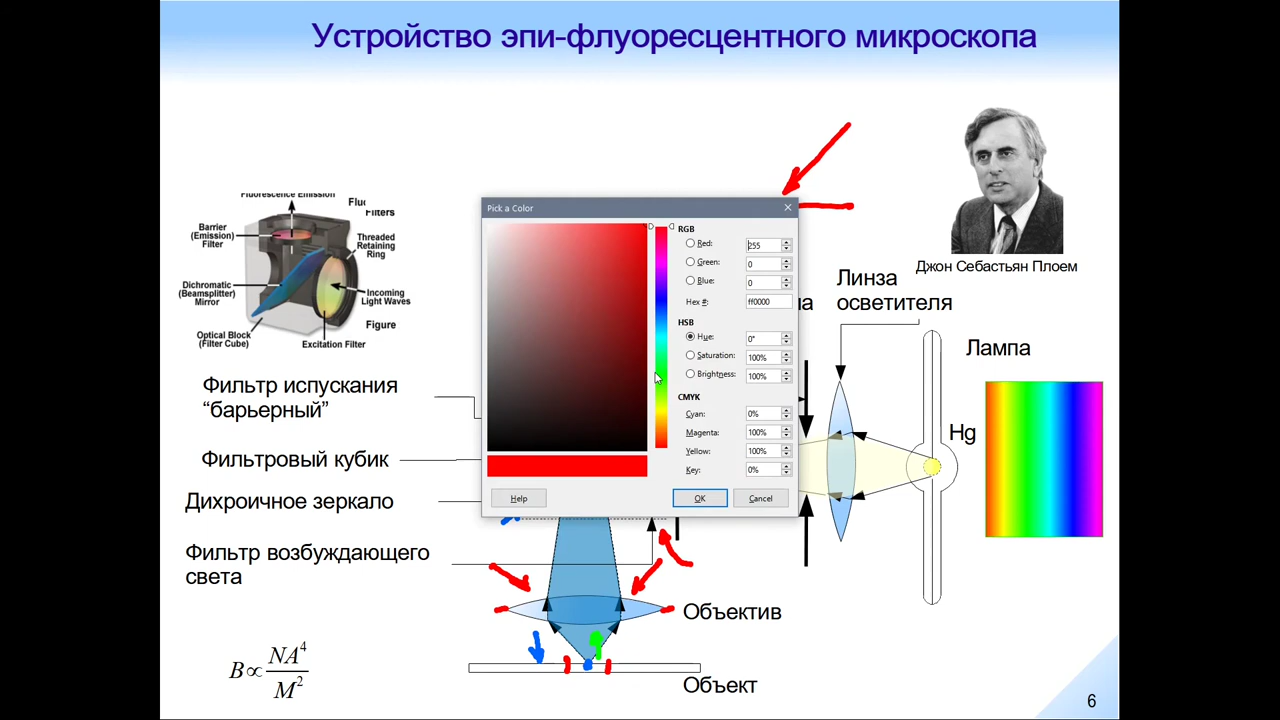 Устройство эпи-флуоресцентного микроскопа
Fluorescence Emission
Barrier
(Emission)
Filter
Filters
Threaded
Retaining
Ring
Dichromatic
(Beamsplitter)
Mirror
Incoming
Light Waves
Optical Block
(Filter Cube)
Excitation Filter
Figure
Фильтр испускания
“барьерный”
Фильтровый кубик
Дихроичное зеркало
Фильтр возбуждающего
света
B∝NA⁴/M²
Pick a Color
RGB
Red: 255
Green: 0
Blue: 0
Hex #: ff0000
HSB
Hue: 0°
Saturation: 100%
Brightness: 100%
CMYK
Cyan: 0%
Magenta: 100%
Yellow: 100%
Key: 0%
Help
OK
Cancel
Джон Себастьян Плоем
Линза
осветителя
Лампа
Hg
Объектив
Объект
6